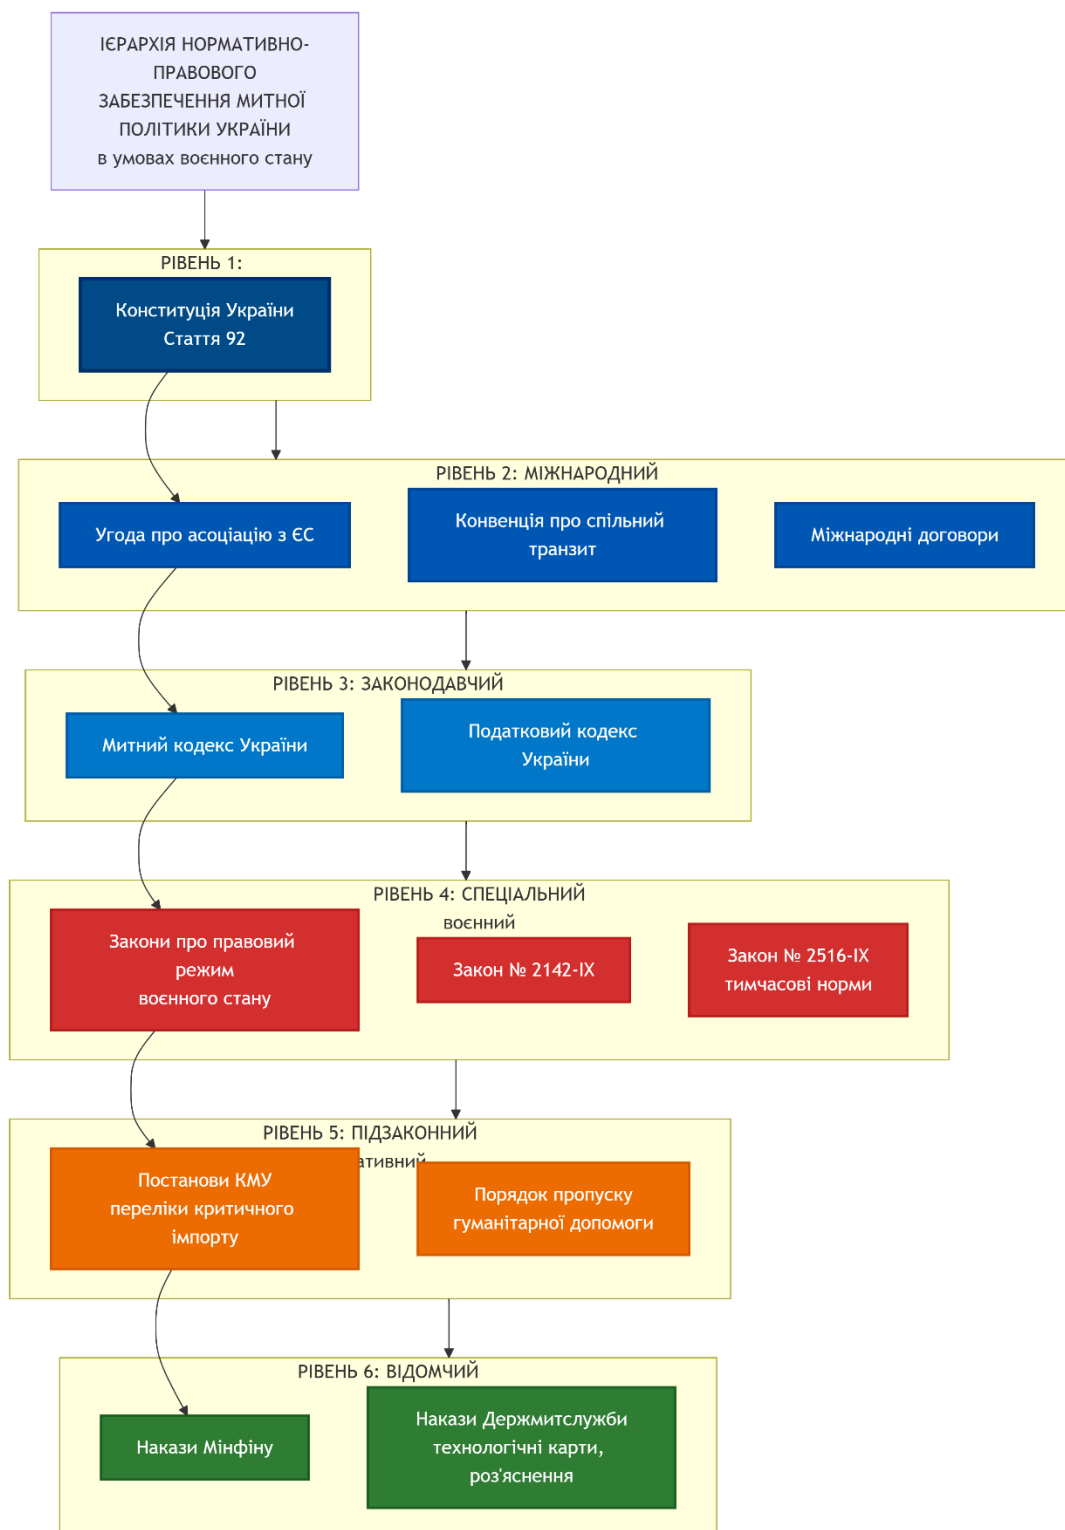 ІЄРАРХІЯ НОРМАТИВНО-
ПРАВОВОГО
ЗАБЕЗПЕЧЕННЯ МИТНОЇ
ПОЛІТИКИ УКРАЇНИ
в умовах воєнного стану
РІВЕНЬ 1:
Конституція України
Стаття 92
РІВЕНЬ 2: МІЖНАРОДНИЙ
Угода про асоціацію з ЄС
Конвенція про спільний
транзит
Міжнародні договори
РІВЕНЬ 3: ЗАКОНОДАВЧИЙ
Митний кодекс України
Податковий кодекс
України
РІВЕНЬ 4: СПЕЦІАЛЬНИЙ
воєнний
Закони про правовий
режим
воєнного стану
Закон № 2142-IX
Закон № 2516-IX
тимчасові норми
РІВЕНЬ 5: ПІДЗАКОННИЙ
Постанови КМУ
переліки критичного
імпорту
Порядок пропуску
гуманітарної допомоги
РІВЕНЬ 6: ВІДОМЧИЙ
Накази Мінфіну
Накази Держмитслужби
технологічні карти,
роз'яснення